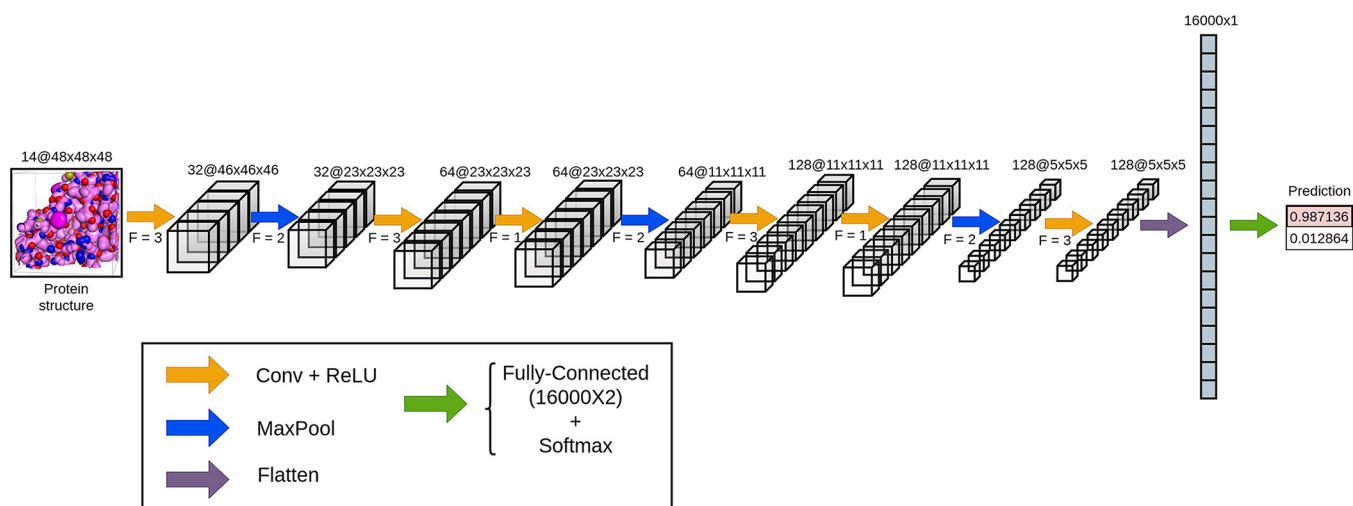 16000x1
14@48x48x48
32@46x46x46
32@23x23x23
64@23x23x23
64@23x23x23
64@11x11x11
128@11x11x11
128@11x11x11
128@5x5x5
128@5x5x5
F = 3
F = 2
F = 3
F = 1
F = 2
F = 3
F = 1
F = 2
F = 3
Prediction
0.987136
0.012864
Protein
structure
Conv + ReLU
MaxPool
Flatten
Fully-Connected
(16000X2)
+
Softmax